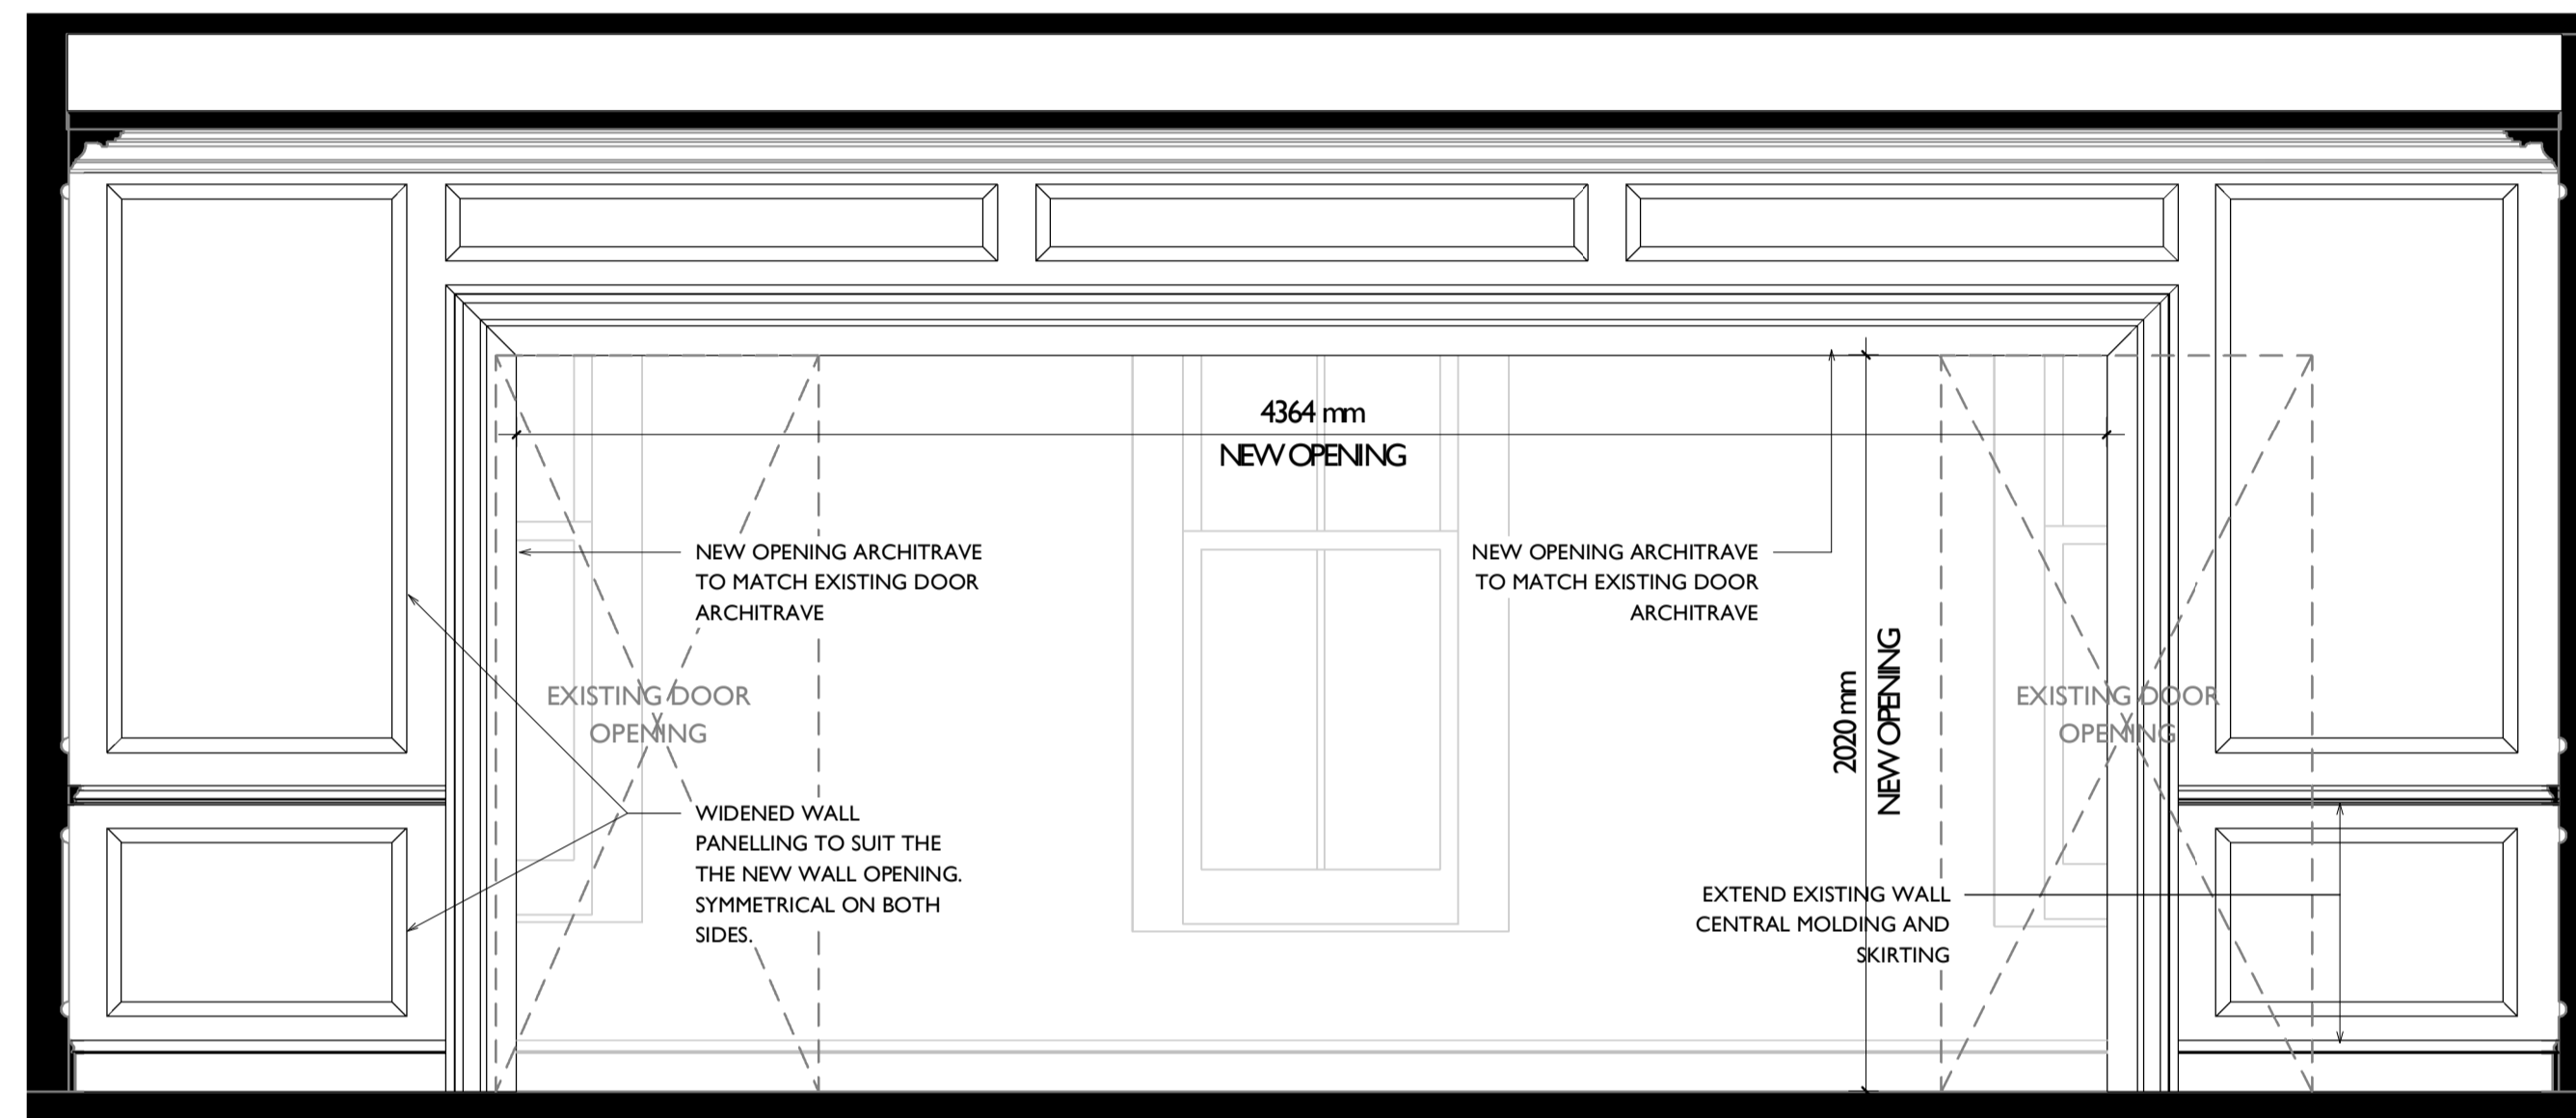 4364 mm
NEW OPENING
NEW OPENING ARCHITRAVE
TO MATCH EXISTING DOOR
ARCHITRAVE
NEW OPENING ARCHITRAVE
TO MATCH EXISTING DOOR
ARCHITRAVE
2020 mm
NEW OPENING
EXISTING DOOR
OPENING
EXISTING DOOR
OPENING
WIDENED WALL
PANELLING TO SUIT THE
THE NEW WALL OPENING.
SYMMETRICAL ON BOTH
SIDES.
EXTEND EXISTING WALL
CENTRAL MOLDING AND
SKIRTING